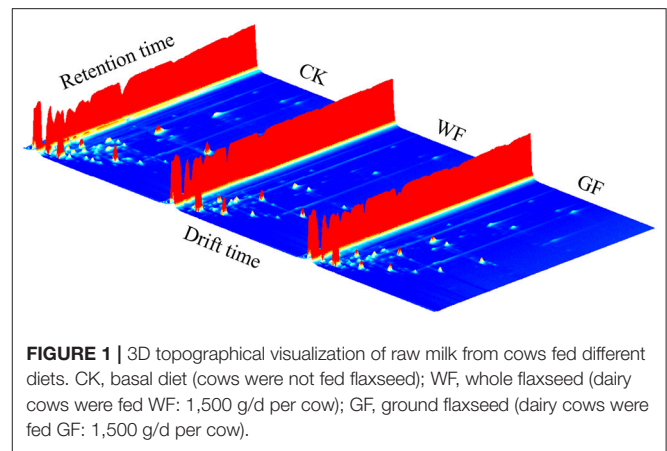 Retention time
CK
WF
GF
Drift time
FIGURE 1 | 3D topographical visualization of raw milk from cows fed different
diets. CK, basal diet (cows were not fed flaxseed); WF, whole flaxseed (dairy
cows were fed WF: 1,500 g/d per cow); GF, ground flaxseed (dairy cows were
fed GF: 1,500 g/d per cow).